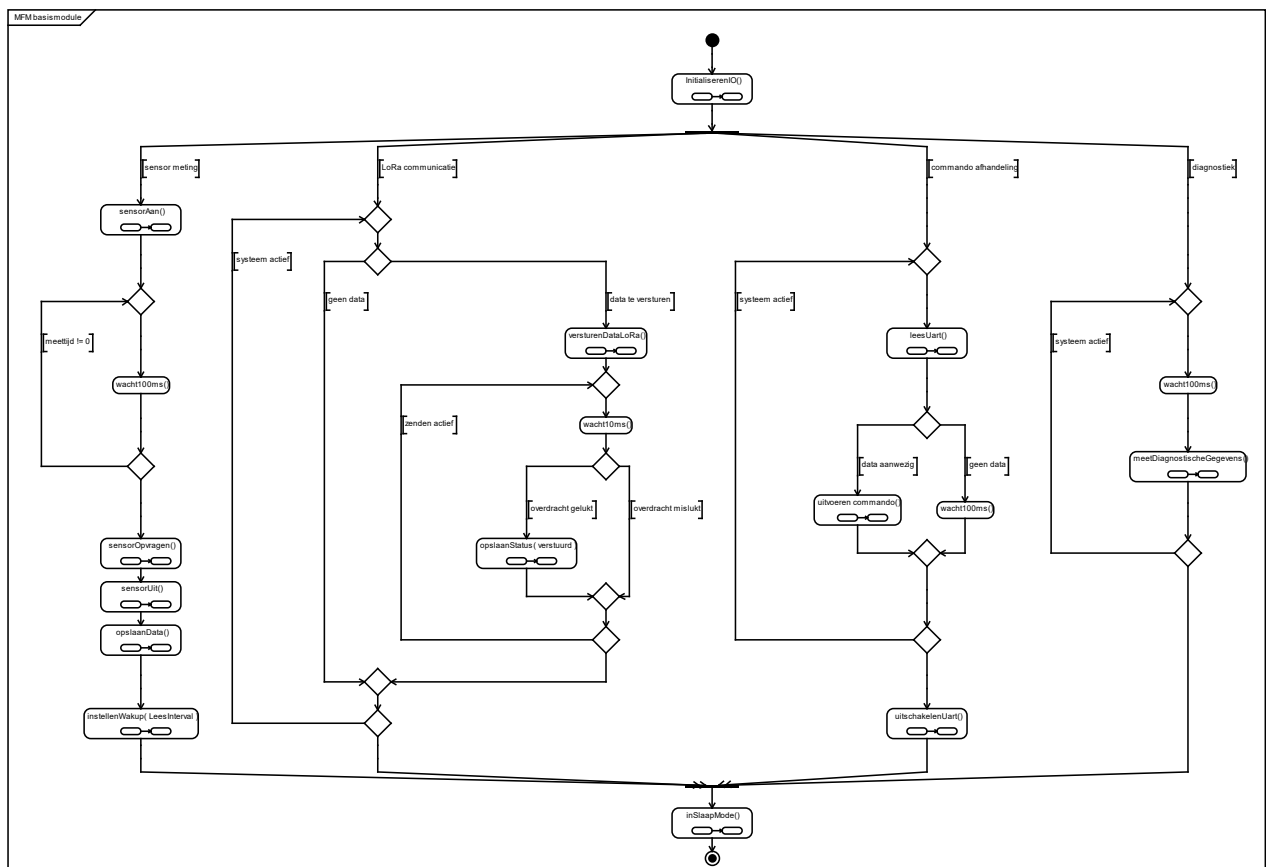 MFM basismodule
InitialiserenIO()
[sensor meting]
[LoRa communicatie]
[commando afhandeling]
[diagnostiek]
sensorAan()
[systeem actief]
[geen data]
[data te versturen]
[systeem actief]
[meettijd != 0]
versturenDataLoRa()
leesUart()
[systeem actief]
wacht100ms()
wacht100ms()
[zenden actief]
wacht10ms()
meetDiagnostischeGegevens()
[data aanwezig]
[geen data]
uitvoeren commando()
wacht100ms()
[overdracht gelukt]
[overdracht mislukt]
sensorOpvragen()
opslaanStatus( verstuurd )
sensorUit()
opslaanData()
instellenWakup( LeesInterval )
uitschakelenUart()
inSlaapMode()